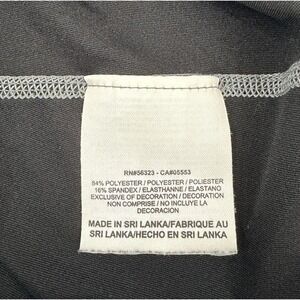 RN#56323 - CA#05553
84% POLYESTER / POLYESTER / POLIESTER
16% SPANDEX / ELASTHANNE / ELASTANO
EXCLUSIVE OF DECORATION / DECORATION
NON COMPRISE / NO INCLUYE LA
DECORACION
MADE IN SRI LANKA/FABRIQUE AU
SRI LANKA/HECHO EN SRI LANKA